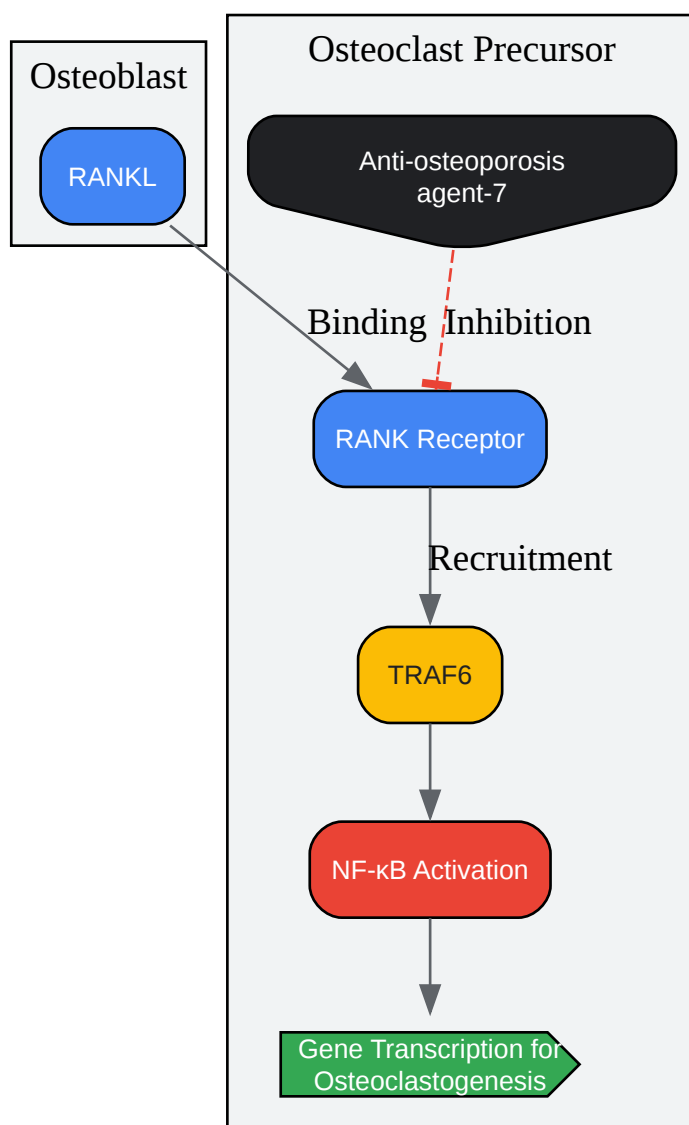 Osteoclast Precursor
Osteoblast
Anti-osteoporosis
agent-7
RANKL
Binding
Inhibition
RANK Receptor
Recruitment
TRAF6
NF-κB Activation
Gene Transcription for
Osteoclastogenesis